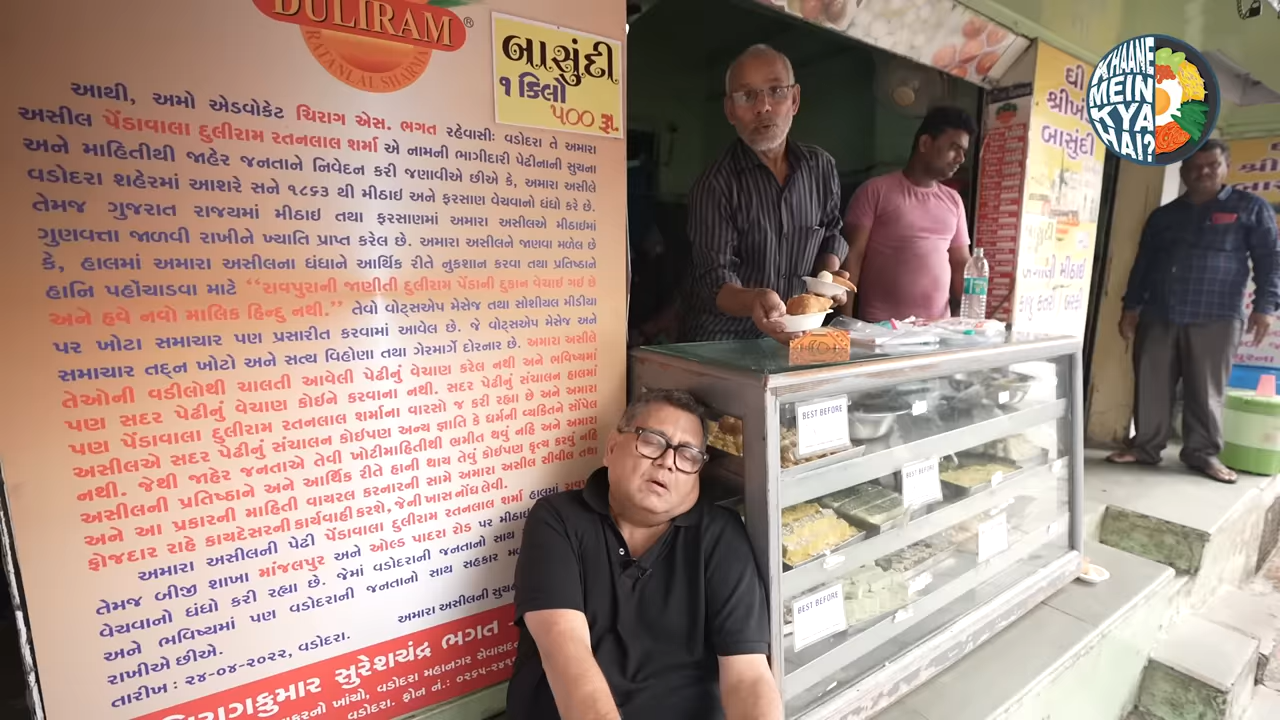 DULIRAM
®
RATANLAL SHARMA
બાસુંદી
૧ કિલો
૫૦૦ રૂ.
આથી, અમો એડવોકેટ ચિરાગ એસ. ભગત રહેવાસીઃ વડોદરા તે અમારા
અસીલ પેંડાવાલા દુલીરામ રતનલાલ શર્મા એ નામની ભાગીદારી પેઢીનાની સુચના
અને માહિતીથી જાહેર જનતાને નિવેદન કરી જણાવીએ છીએ કે, અમારા અસીલે
વડોદરા શહેરમાં આશરે સને ૧૮૬૩ થી મીઠાઇ અને ફરસાણ વેચવાનો ધંધો કરે છે.
તેમજ ગુજરાત રાજયમાં મીઠાઇ તથા ફરસાણમાં અમારા અસીલએ મીઠાઇમાં
ગુણવત્તા જાળવી રાખીને ખ્યાતિ પ્રાપ્ત કરેલ છે. અમારા અસીલને જાણવા મળેલ છે
કે, હાલમાં અમારા અસીલના ધંધાને આર્થિક રીતે નુકશાન કરવા તથા પ્રતિષ્ઠાને
હાનિ પહોંચાડવા માટે ‘‘રાવપુરાની જાણીતી દુલીરામ પેંડાની દુકાન વેચાઇ ગઇ છે
અને હવે નવો માલિક હિન્દુ નથી.’’ તેવો વોટ્સએપ મેસેજ તથા સોશીયલ મીડીયા
પર ખોટા સમાચાર પણ પ્રસારીત કરવામાં આવેલ છે. જે વોટ્સએપ મેસેજ અને
સમાચાર તદ્દન ખોટો અને સત્ય વિહોણા તથા ગેરમાર્ગે દોરનાર છે. અમારા અસીલે
તેઓની વડીલોથી ચાલતી આવેલી પેઢીનું વેચાણ કરેલ નથી અને ભવિષ્યમાં
પણ સદર પેઢીનું વેચાણ કોઇને કરવાના નથી. સદર પેઢીનું સંચાલન હાલમાં
પણ પેંડાવાલા દુલીરામ રતનલાલ શર્માના વારસો જ કરી રહ્યા છે અને અમારા
અસીલએ સદર પેઢીનું સંચાલન કોઇપણ અન્ય જ્ઞાતિ કે ધર્મની વ્યકિતને સોંપેલ
નથી. જેથી જાહેર જનતાએ તેવી ખોટીમાહિતીથી ભ્રમીત થવું નહિ અને અમારા
અસીલની પ્રતિષ્ઠાને અને આર્થિક રીતે હાની થાય તેવું કોઇપણ કૃત્ય કરવું નહિ
અને આ પ્રકારની માહિતી વાયરલ કરનારની સામે અમારા અસીલ સીવીલ તથા
ફોજદાર રાહે કાયદેસરની કાર્યવાહી કરશે, જેની ખાસ નોંધ લેવી.
અમારા અસીલની પેઢી પેંડાવાલા દુલીરામ રતનલાલ શર્મા હાલમાં
તેમજ બીજી શાખા માંજલપુર અને ઓલ્ડ પાદરા રોડ પર મીઠાઇ
વેચવાનો ધંધો કરી રહ્યા છે. જેમાં વડોદરાની જનતાનો સાથ
અને ભવિષ્યમાં પણ વડોદરાની જનતાનો સાથ સહકાર
રાખીએ છીએ.
અમારા અસીલની સુચના
તારીખ : ૨૪-૦૪-૨૦૨૨, વડોદરા.
ચિરાગકુમાર સુરેશચંદ્ર ભગત
ખાંચો, વડોદરા મહાનગર સેવાસદન
વડોદરા. ફોન નં.:
KHAANE
MEIN
KYA
HAI?
ઘી
શ્રીખંડ
બાસુંદી
બંગાલી મીઠાઈ
BEST BEFORE
BEST BEFORE
BEST BEFORE